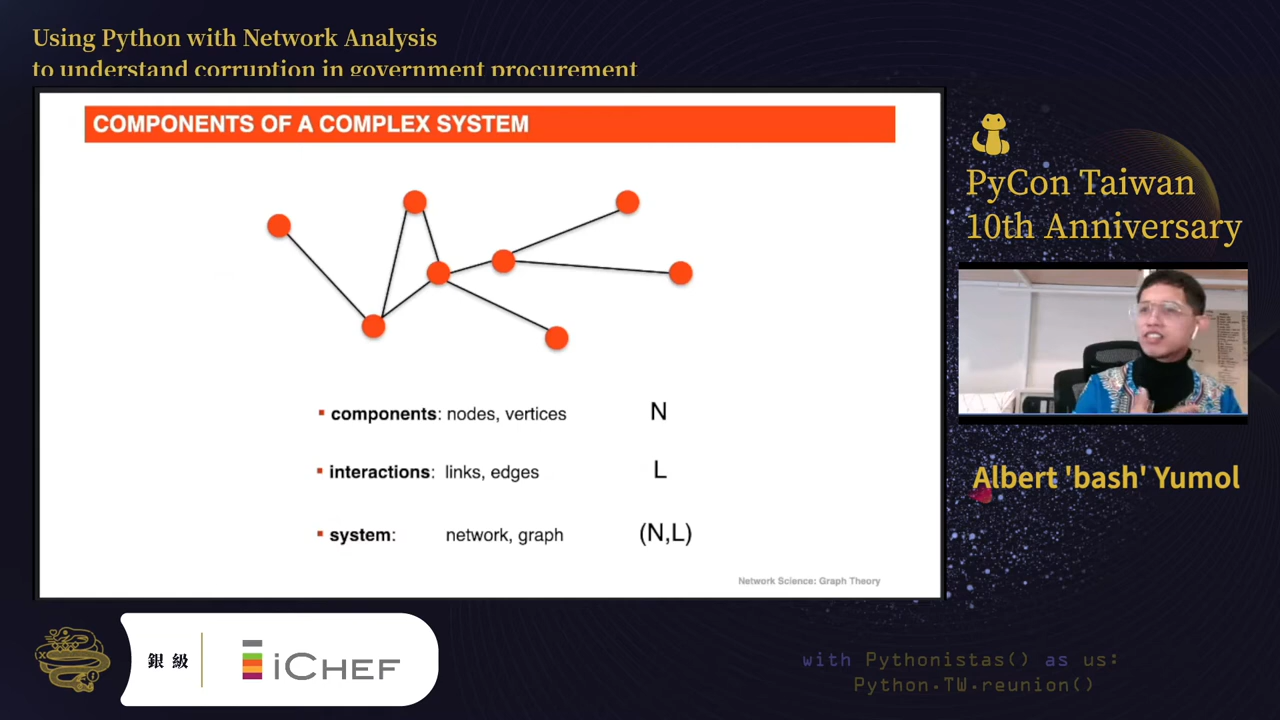 Using Python with Network Analysis
to understand corruption in government procurement
COMPONENTS OF A COMPLEX SYSTEM
▪ components: nodes, vertices N
▪ interactions: links, edges L
▪ system: network, graph (N,L)
Network Science: Graph Theory
PyCon Taiwan
10th Anniversary
Albert 'bash' Yumol
銀級
iCHEF
with Pythonistas() as us:
Python.TW.reunion()